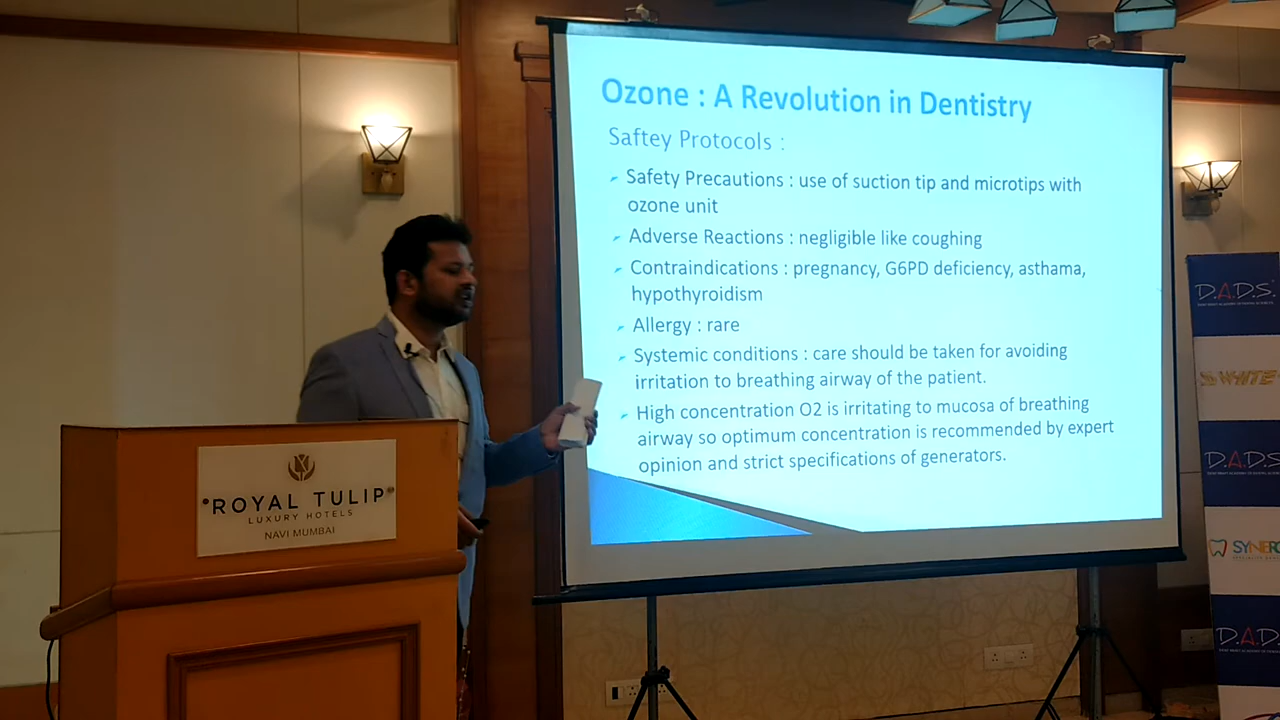 Ozone : A Revolution in Dentistry
Saftey Protocols :
Safety Precautions : use of suction tip and microtips with
ozone unit
Adverse Reactions : negligible like coughing
Contraindications : pregnancy, G6PD deficiency, asthama,
hypothyroidism
Allergy : rare
Systemic conditions : care should be taken for avoiding
irritation to breathing airway of the patient.
High concentration O2 is irritating to mucosa of breathing
airway so optimum concentration is recommended by expert
opinion and strict specifications of generators.
ROYAL TULIP
LUXURY HOTELS
NAVI MUMBAI
D.A.D.S
WHITE
D.A.D.S
SYNERG
D.A.D